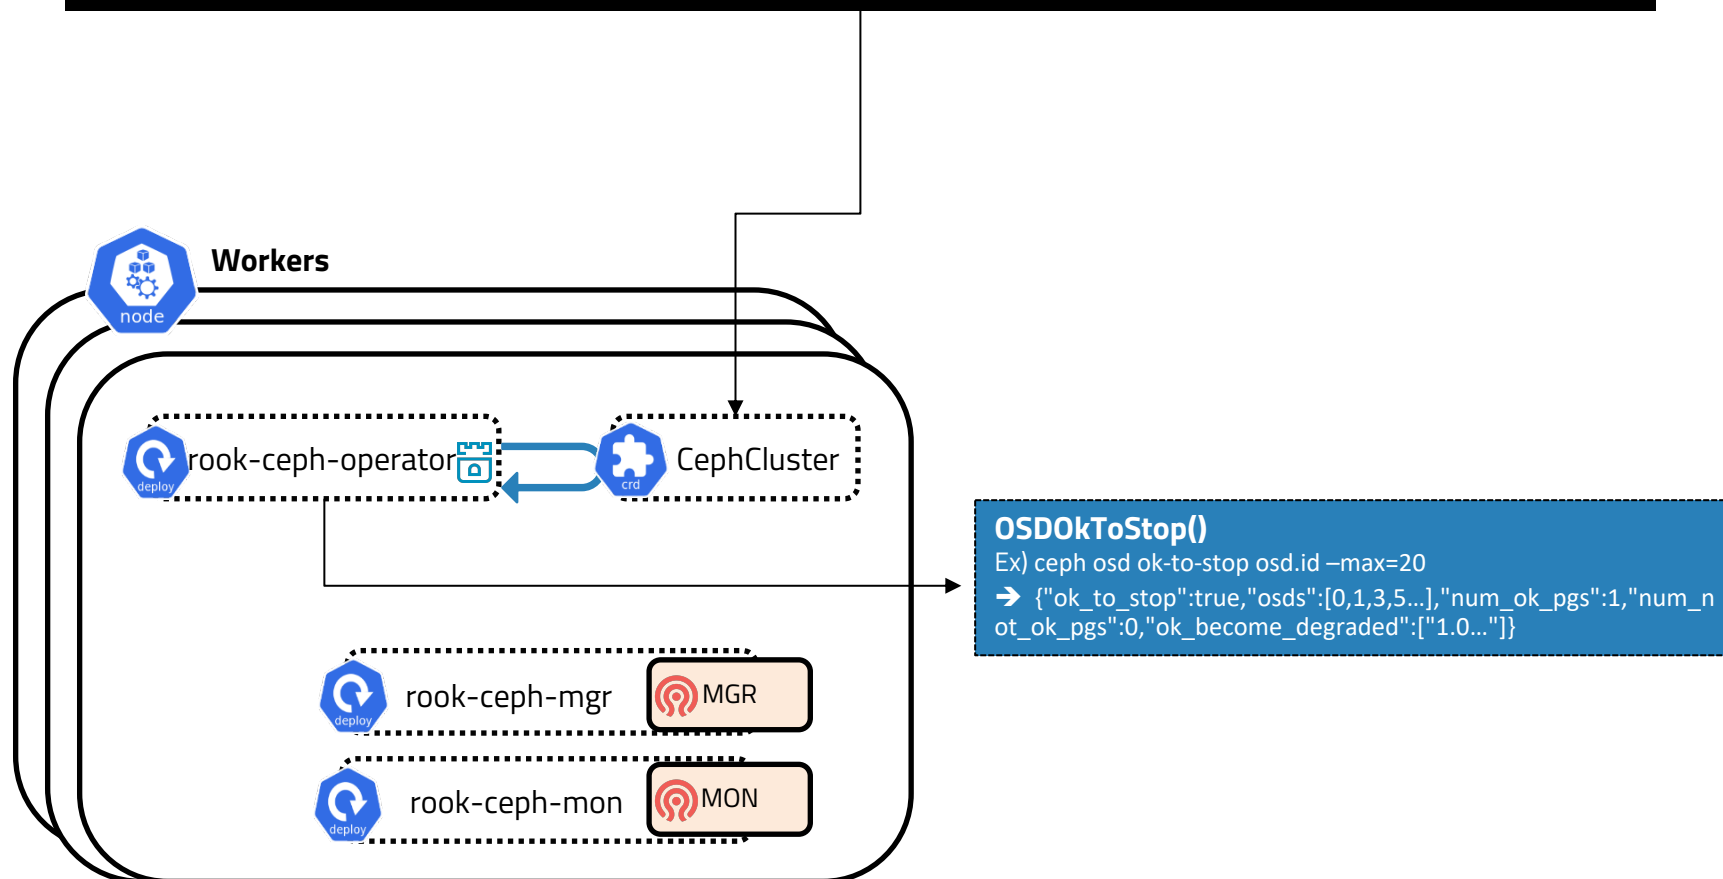 Workers
node
rook-ceph-operator
deploy
CephCluster
crd
OSDOkToStop()
Ex) ceph osd ok-to-stop osd.id –max=20
➔ {"ok_to_stop":true,"osds":[0,1,3,5…],"num_ok_pgs":1,"num_n
ot_ok_pgs":0,"ok_become_degraded":["1.0…"]}
rook-ceph-mgr
deploy
MGR
rook-ceph-mon
deploy
MON